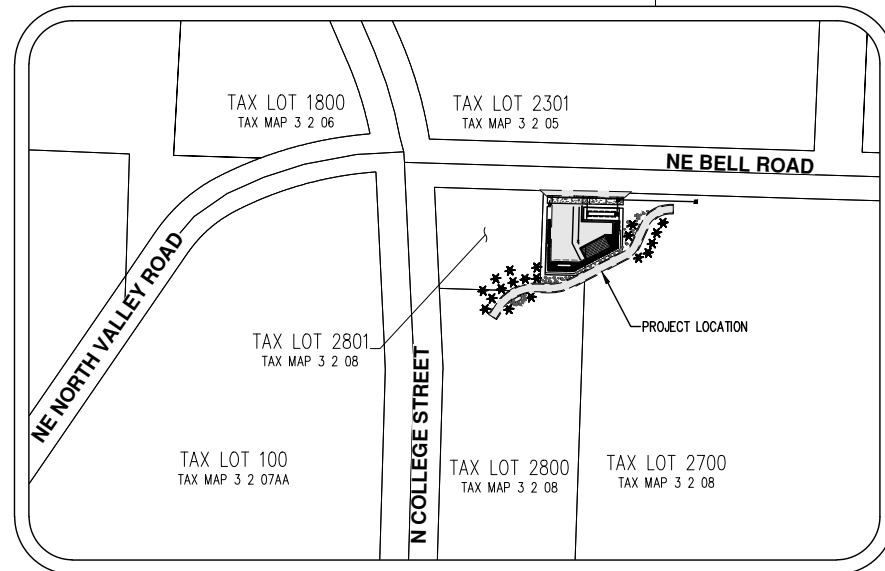 TAX LOT 1800
TAX MAP 3 2 06
TAX LOT 2301
TAX MAP 3 2 05
NE BELL ROAD
NE NORTH VALLEY ROAD
PROJECT LOCATION
TAX LOT 2801
TAX MAP 3 2 08
N COLLEGE STREET
TAX LOT 100
TAX MAP 3 2 07AA
TAX LOT 2800
TAX MAP 3 2 08
TAX LOT 2700
TAX MAP 3 2 08